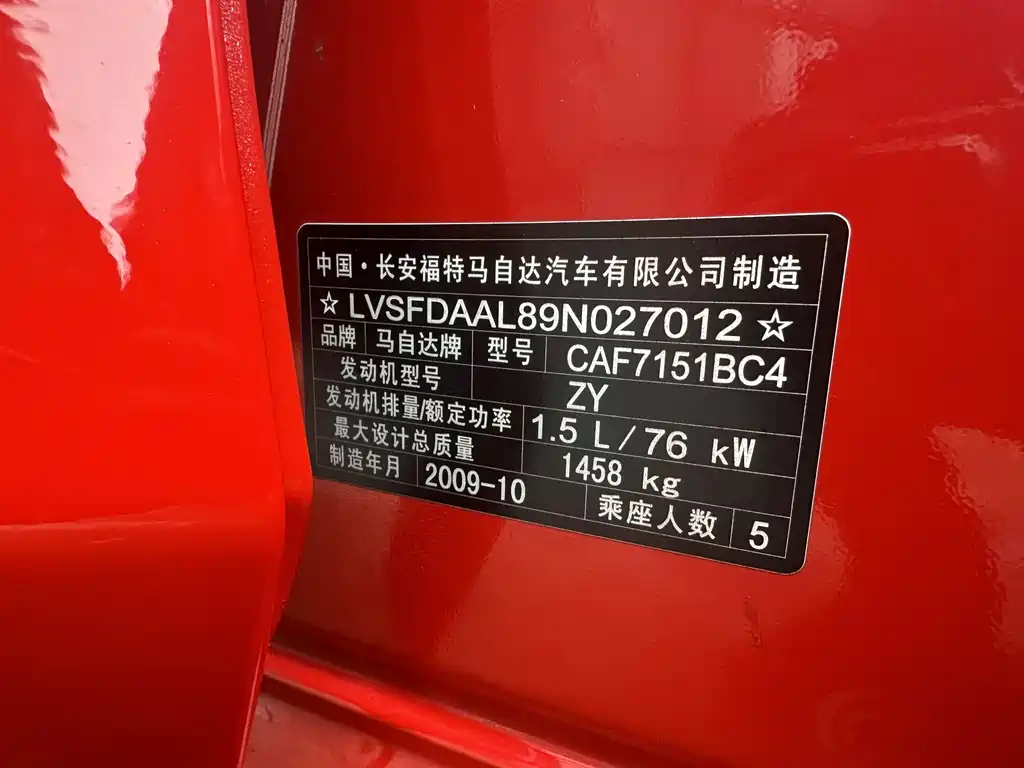 中国·长安福特马自达汽车有限公司制造
☆LVSFDAAL89N027012☆
品牌 马自达牌 型号 CAF7151BC4
发动机型号 ZY
发动机排量/额定功率 1.5 L/76 kW
最大设计总质量 1458 kg
制造年月 2009-10 乘座人数 5